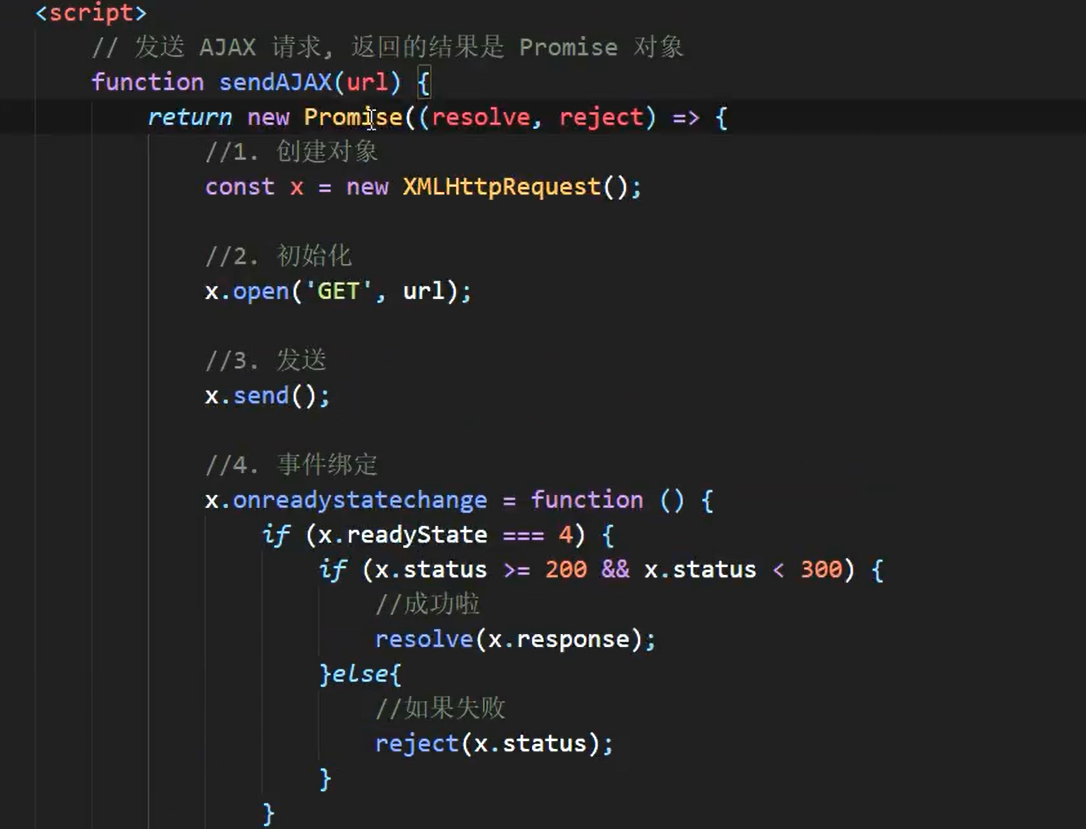 <script>
// 发送 AJAX 请求, 返回的结果是 Promise 对象
function sendAJAX(url) {
return new Promise((resolve, reject) => {
//1. 创建对象
const x = new XMLHttpRequest();
//2. 初始化
x.open('GET', url);
//3. 发送
x.send();
//4. 事件绑定
x.onreadystatechange = function () {
if (x.readyState === 4) {
if (x.status >= 200 && x.status < 300) {
//成功啦
resolve(x.response);
}else{
//如果失败
reject(x.status);
}
}